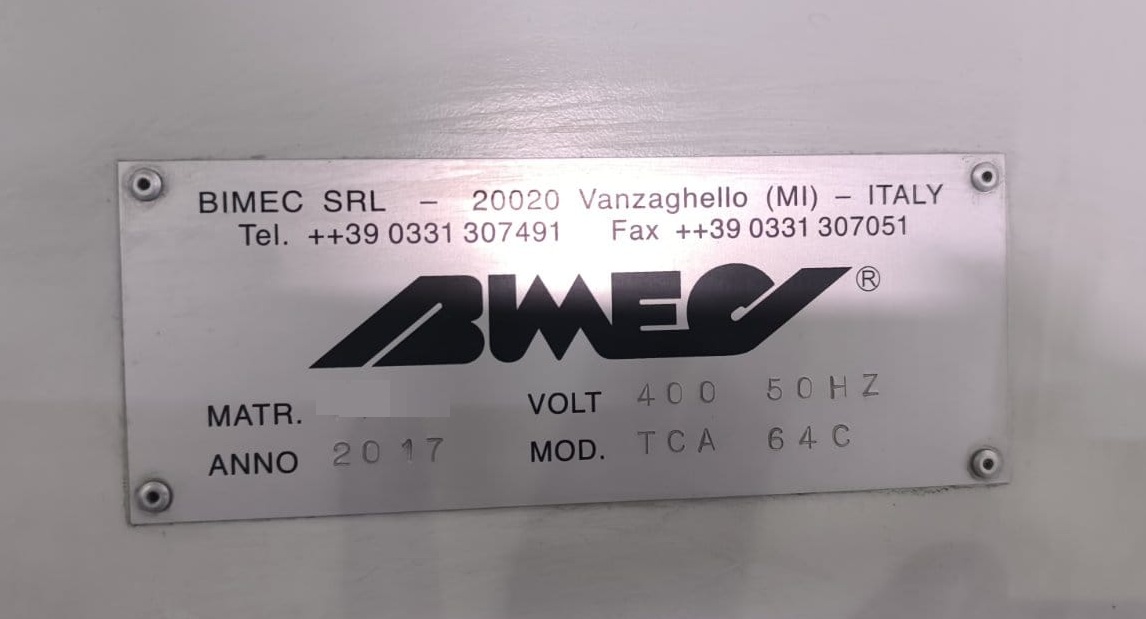 BIMEC SRL – 20020 Vanzaghello (MI) – ITALY
Tel. ++39 0331 307491 Fax ++39 0331 307051
BIMEC®
MATR. VOLT 400 50HZ
ANNO 2017 MOD. TCA 64C